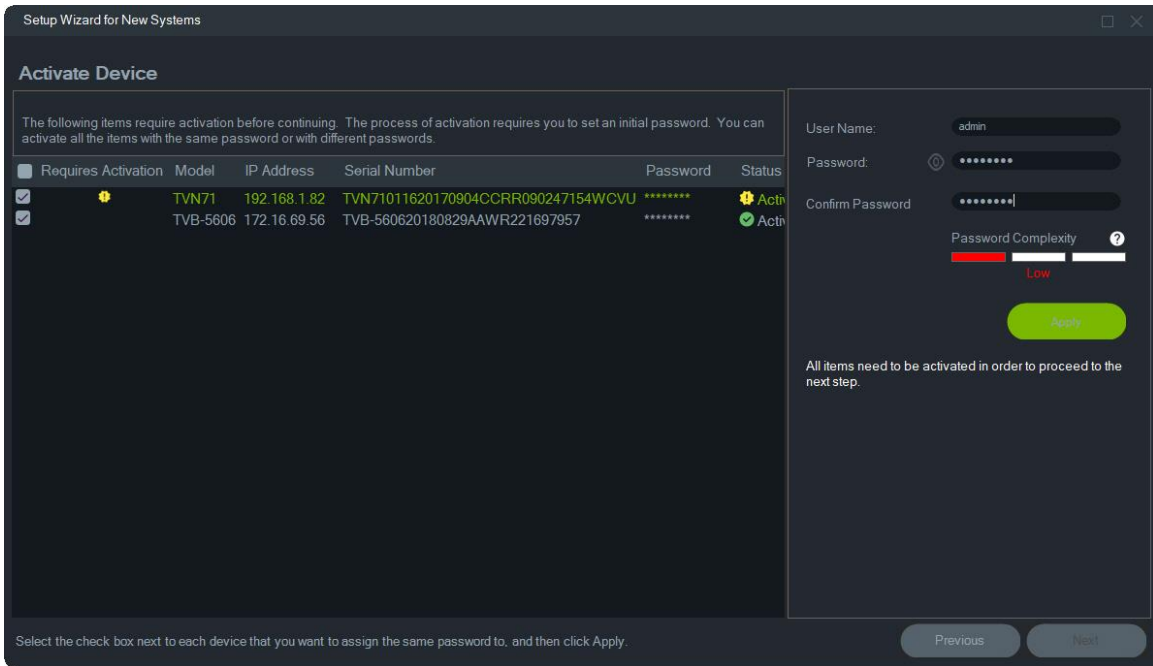 Setup Wizard for New Systems
Activate Device
The following items require activation before continuing. The process of activation requires you to set an initial password. You can
activate all the items with the same password or with different passwords.
Requires Activation Model IP Address Serial Number Password Status
TVN71 192.168.1.82 TVN71011620170904CCRR090247154WCVU ******** Activ
TVB-5606 172.16.69.56 TVB-560620180829AAWR221697957 ******** Activ
Select the check box next to each device that you want to assign the same password to, and then click Apply.
User Name: admin
Password: ••••••••
Confirm Password ••••••••
Password Complexity ?
Low
Apply
All items need to be activated in order to proceed to the
next step.
Previous Next